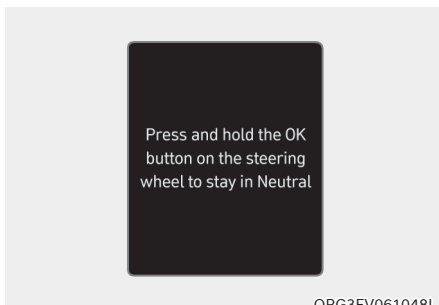 Press and hold the OK
button on the steering
wheel to stay in Neutral